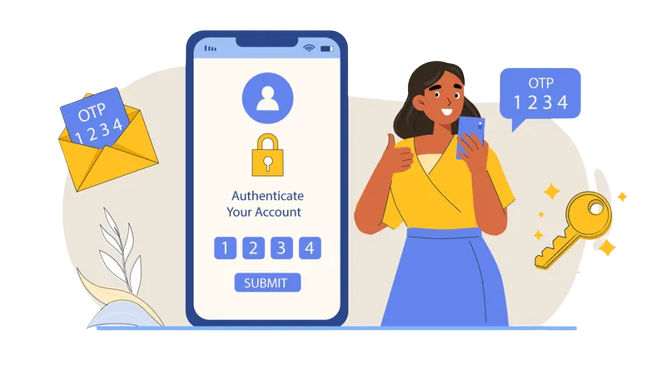 OTP
1 2 3 4
Authenticate
Your Account
1 2 3 4
SUBMIT
OTP
1 2 3 4